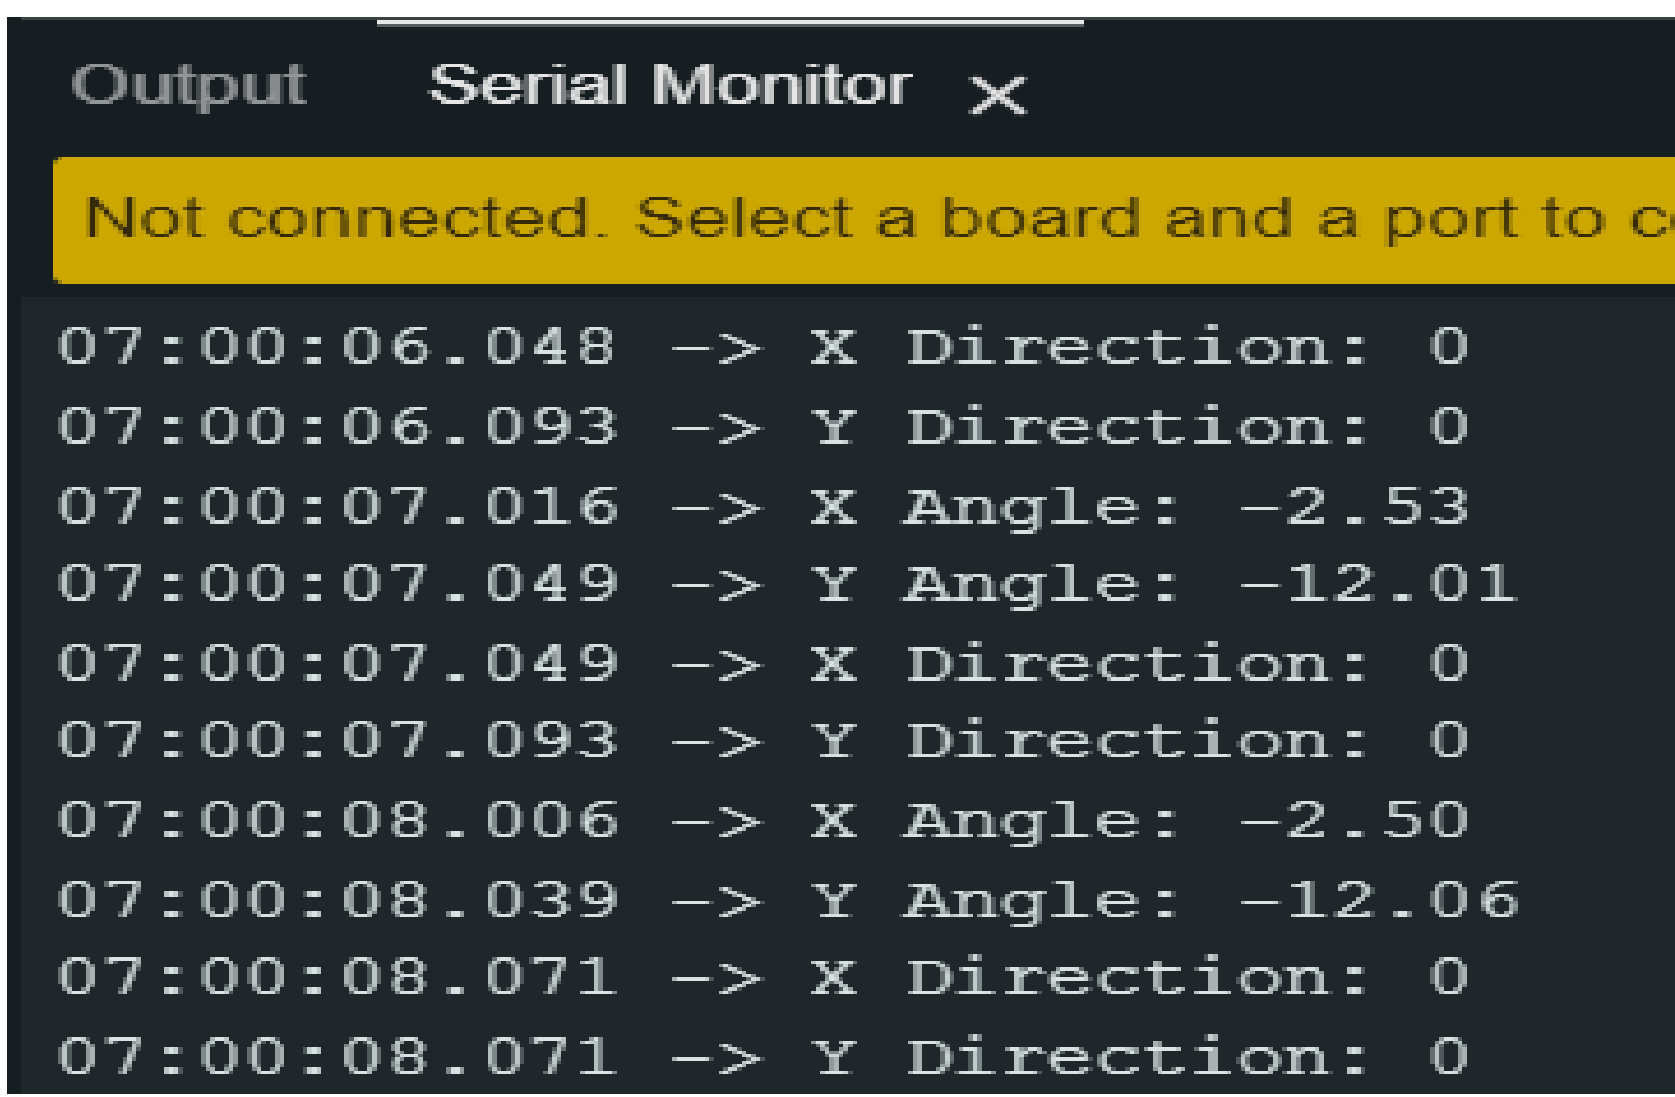 Output Serial Monitor ×
Not connected. Select a board and a port to
07:00:06.048 -> X Direction: 0
07:00:06.093 -> Y Direction: 0
07:00:07.016 -> X Angle: -2.53
07:00:07.049 -> Y Angle: -12.01
07:00:07.049 -> X Direction: 0
07:00:07.093 -> Y Direction: 0
07:00:08.006 -> X Angle: -2.50
07:00:08.039 -> Y Angle: -12.06
07:00:08.071 -> X Direction: 0
07:00:08.071 -> Y Direction: 0